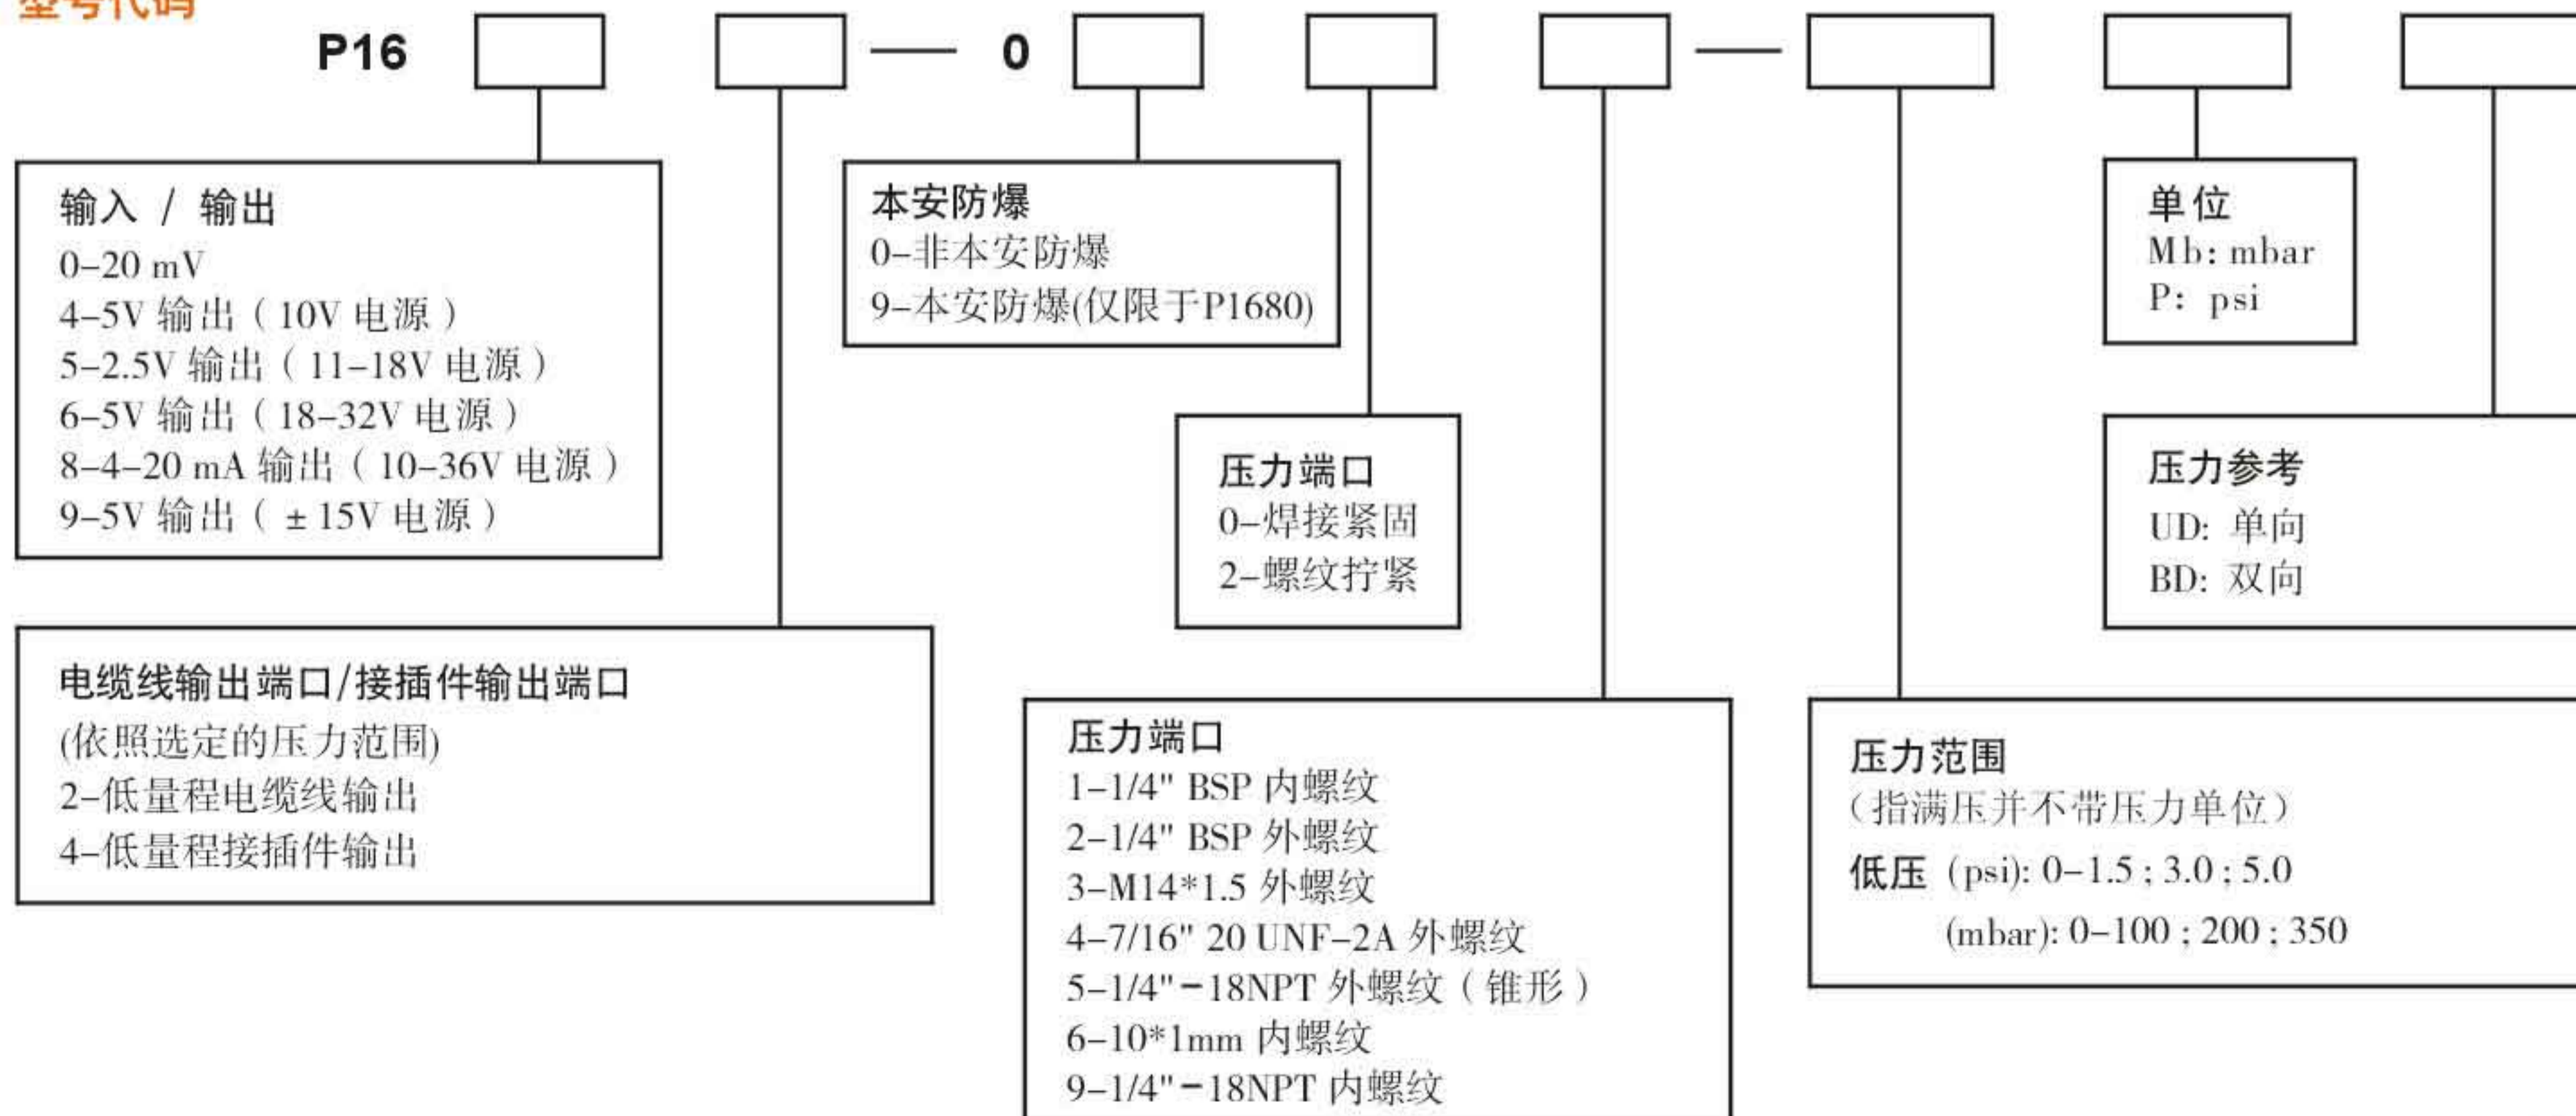 型号代码
P16 — 0 —
输入 / 输出
0–20 mV
4–5V 输出（10V 电源）
5–2.5V 输出（11–18V 电源）
6–5V 输出（18–32V 电源）
8–4–20 mA 输出（10–36V 电源）
9–5V 输出（±15V 电源）
电缆线输出端口/接插件输出端口
(依照选定的压力范围)
2–低量程电缆线输出
4–低量程接插件输出
本安防爆
0–非本安防爆
9–本安防爆(仅限于P1680)
压力端口
0–焊接紧固
2–螺纹拧紧
压力端口
1–1/4" BSP 内螺纹
2–1/4" BSP 外螺纹
3–M14*1.5 外螺纹
4–7/16" 20 UNF–2A 外螺纹
5–1/4"–18NPT 外螺纹（锥形）
6–10*1mm 内螺纹
9–1/4"–18NPT 内螺纹
压力范围
（指满压并不带压力单位）
低压 (psi): 0–1.5 ; 3.0 ; 5.0
(mbar): 0–100 ; 200 ; 350
单位
Mb: mbar
P: psi
压力参考
UD: 单向
BD: 双向